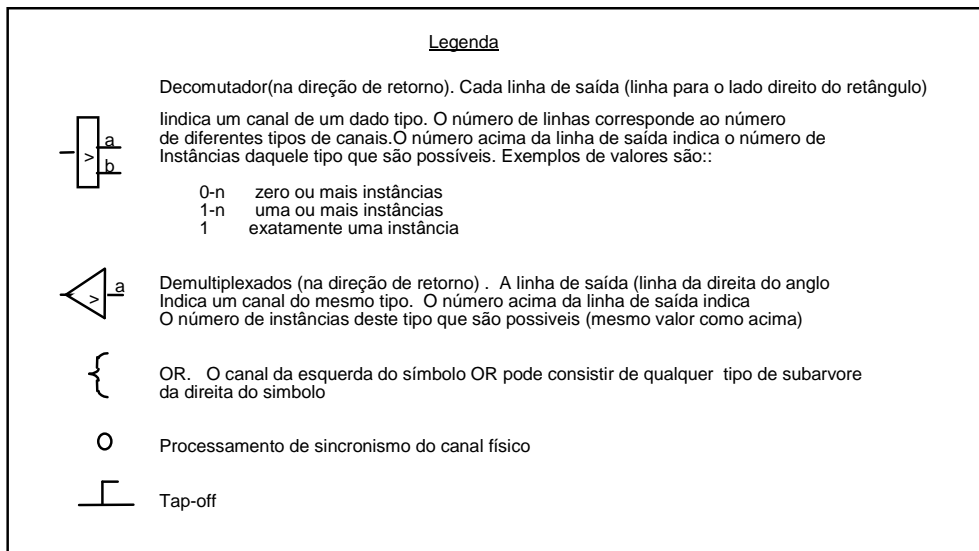 Legenda
Decomutador(na direção de retorno). Cada linha de saída (linha para o lado direito do retângulo)
Iindica um canal de um dado tipo. O número de linhas corresponde ao número
de diferentes tipos de canais.O número acima da linha de saída indica o número de
Instâncias daquele tipo que são possíveis. Exemplos de valores são::
a
>
b
0-n zero ou mais instâncias
1-n uma ou mais instâncias
1 exatamente uma instância
Demultiplexados (na direção de retorno) . A linha de saída (linha da direita do anglo
Indica um canal do mesmo tipo. O número acima da linha de saída indica
O número de instâncias deste tipo que são possiveis (mesmo valor como acima)
a
>
OR. O canal da esquerda do símbolo OR pode consistir de qualquer tipo de subarvore
da direita do simbolo
Processamento de sincronismo do canal físico
Tap-off